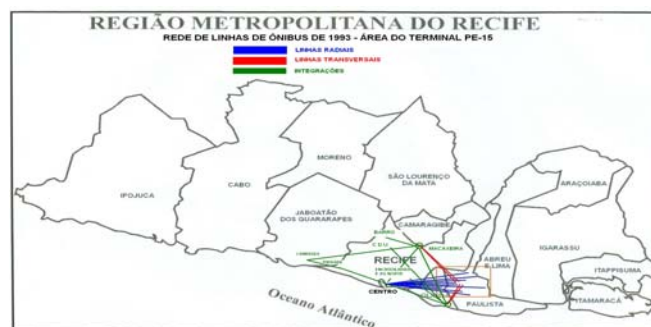 REGIÃO METROPOLITANA DO RECIFE
REDE DE LINHAS DE ÔNIBUS DE 1993 - ÁREA DO TERMINAL PE-15
LINHAS RADIAIS
LINHAS TRANSVERSAIS
INTEGRAÇÕES
MORENO
SÃO LOURENÇO
DA MATA
ARAÇOIABA
IPOJUCA
CABO
JABOATÃO
DOS GUARARAPES
CAMARAGIBE
BARRO
C D U
MACAXEIRA
IGARASSU
RECIFE
ABREU
E LIMA
ITAPPISUMA
CENTRO
PAULISTA
ITAMARACÁ
Oceano Atlântico